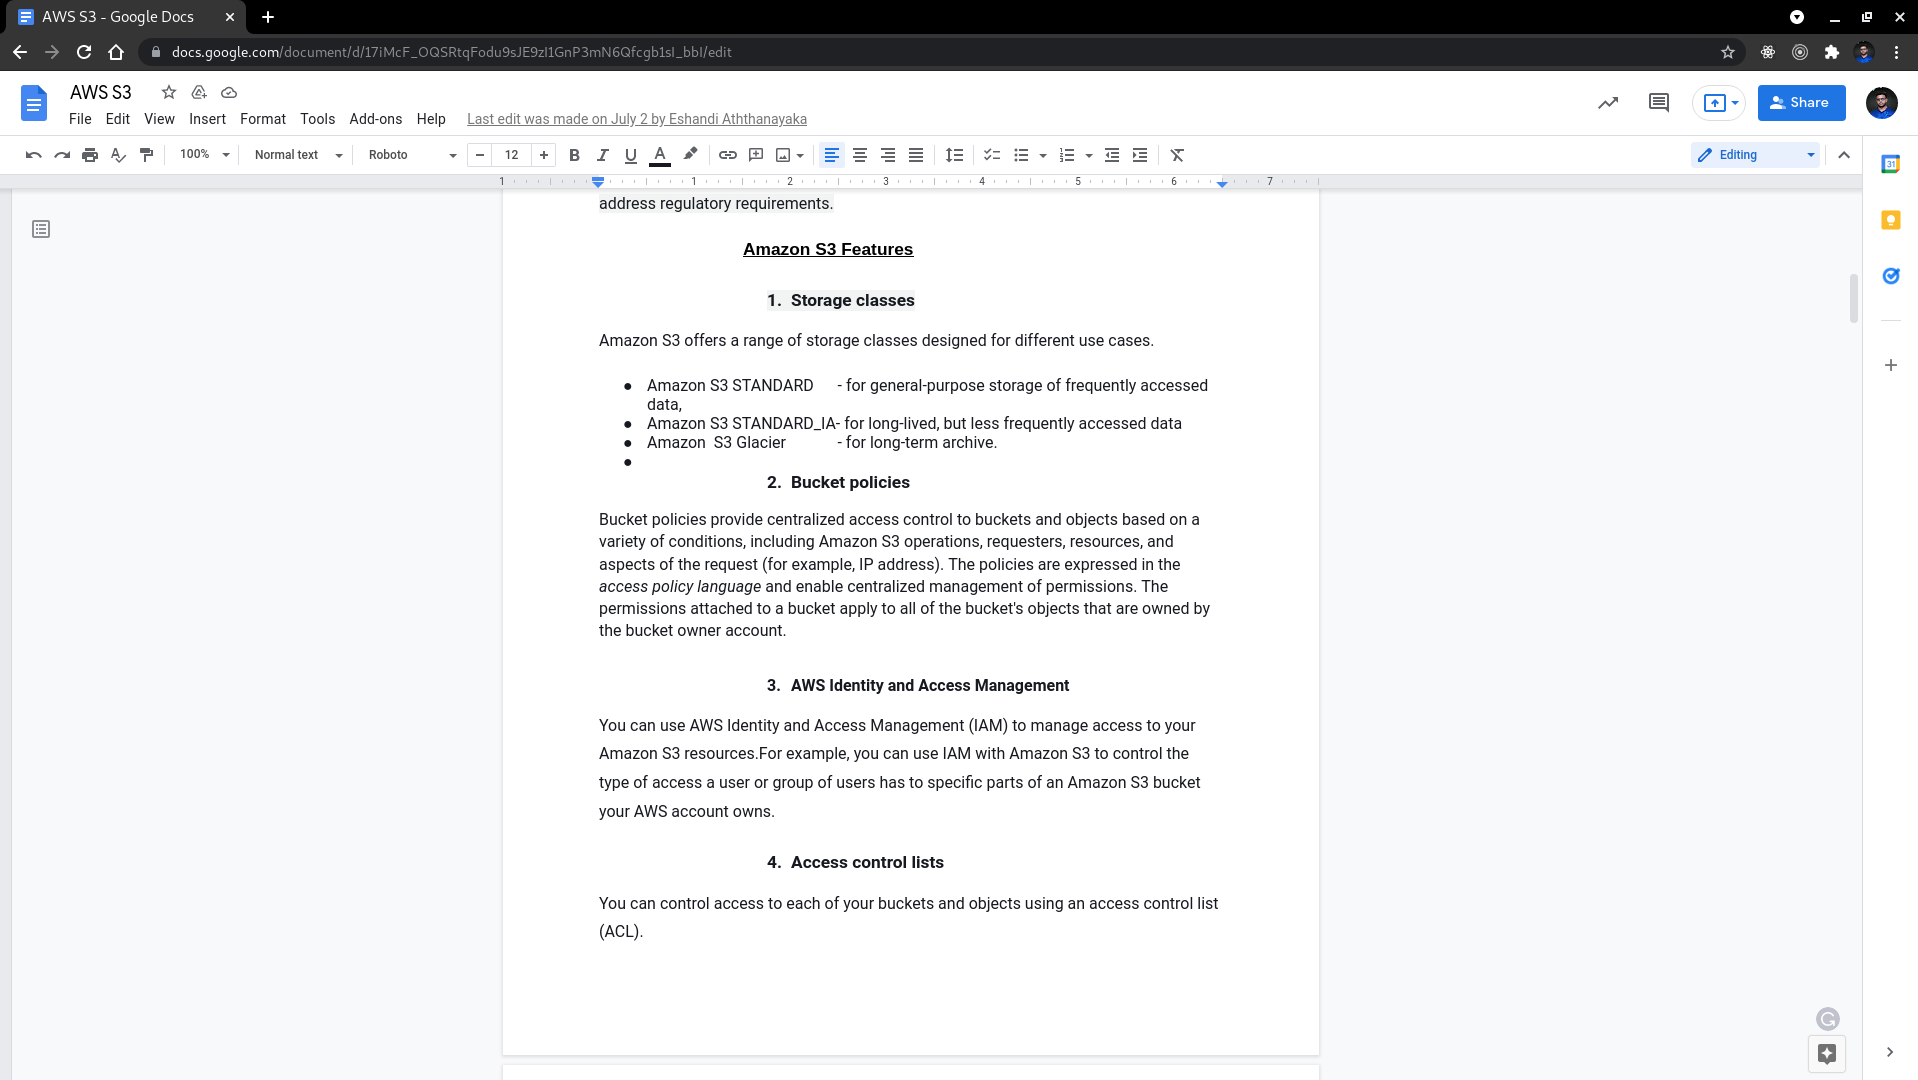 AWS S3 - Google Docs
docs.google.com/document/d/17iMcF_OQSRtqFodu9sJE9zI1GnP3mN6Qfcgb1sI_bbI/edit
AWS S3
Share
File Edit View Insert Format Tools Add-ons Help Last edit was made on July 2 by Eshandi Aththanayaka
100% Normal text Roboto 12 B I U A Editing
31
1 1 2 3 4 5 6 7
address regulatory requirements.
Amazon S3 Features
1. Storage classes
Amazon S3 offers a range of storage classes designed for different use cases.
● Amazon S3 STANDARD - for general-purpose storage of frequently accessed
data,
● Amazon S3 STANDARD_IA- for long-lived, but less frequently accessed data
● Amazon S3 Glacier - for long-term archive.
●
2. Bucket policies
Bucket policies provide centralized access control to buckets and objects based on a
variety of conditions, including Amazon S3 operations, requesters, resources, and
aspects of the request (for example, IP address). The policies are expressed in the
access policy language and enable centralized management of permissions. The
permissions attached to a bucket apply to all of the bucket's objects that are owned by
the bucket owner account.
3. AWS Identity and Access Management
You can use AWS Identity and Access Management (IAM) to manage access to your
Amazon S3 resources.For example, you can use IAM with Amazon S3 to control the
type of access a user or group of users has to specific parts of an Amazon S3 bucket
your AWS account owns.
4. Access control lists
You can control access to each of your buckets and objects using an access control list
(ACL).